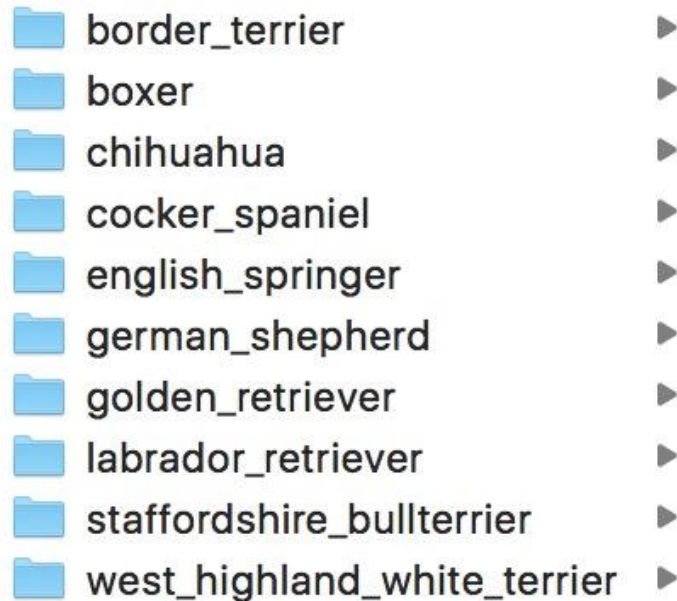 border_terrier
boxer
chihuahua
cocker_spaniel
english_springer
german_shepherd
golden_retriever
labrador_retriever
staffordshire_bullterrier
west_highland_white_terrier